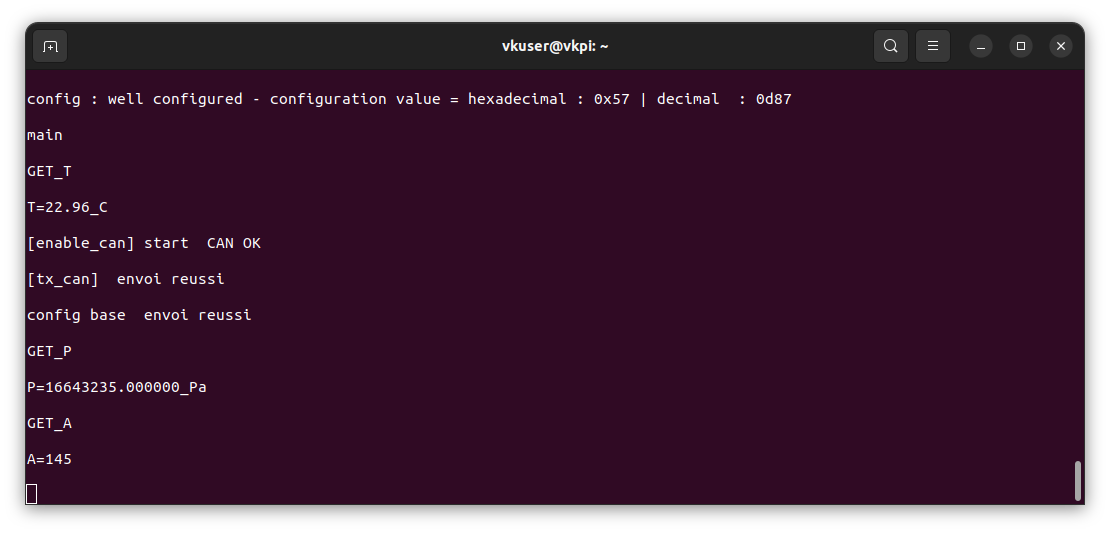 vkuser@vkpi: ~
config : well configured - configuration value = hexadecimal : 0x57 | decimal  : 0d87
main
GET_T
T=22.96_C
[enable_can] start  CAN OK
[tx_can]  envoi reussi
config base  envoi reussi
GET_P
P=16643235.000000_Pa
GET_A
A=145